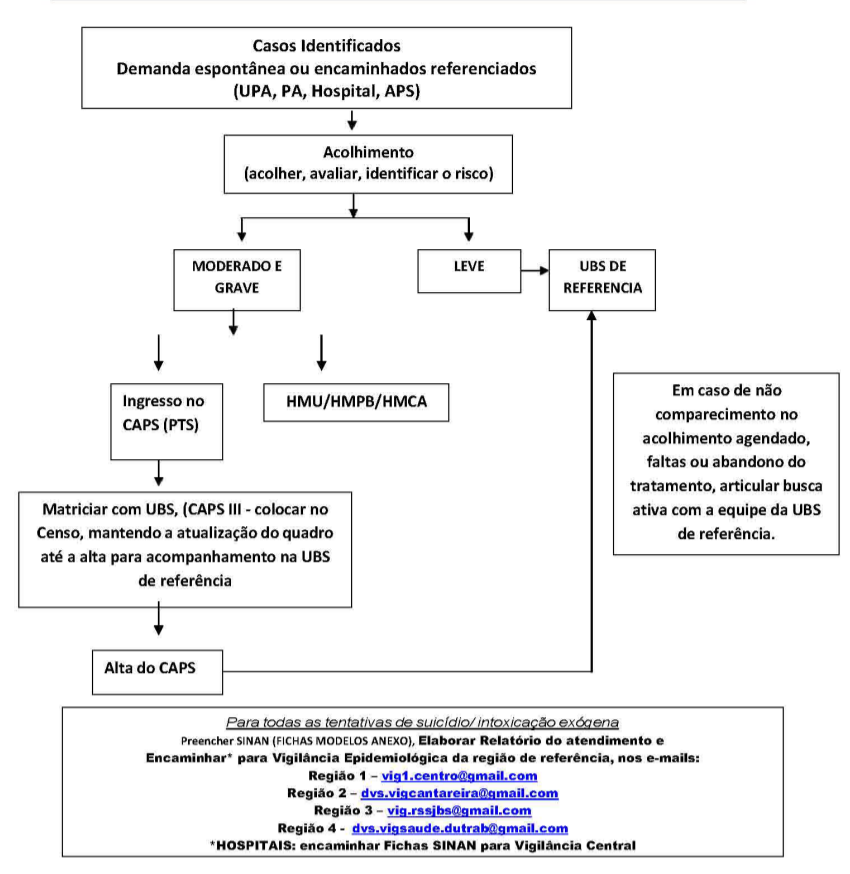 Casos Identificados
Demanda espontânea ou encaminhados referenciados
(UPA, PA, Hospital, APS)
Acolhimento
(acolher, avaliar, identificar o risco)
MODERADO E
GRAVE
LEVE
UBS DE
REFERENCIA
Ingresso no
CAPS (PTS)
HMU/HMPB/HMCA
Em caso de não
comparecimento no
acolhimento agendado,
faltas ou abandono do
tratamento, articular busca
ativa com a equipe da UBS
de referência.
Matriciar com UBS, (CAPS III - colocar no
Censo, mantendo a atualização do quadro
até a alta para acompanhamento na UBS
de referência
Alta do CAPS
Para todas as tentativas de suicídio/ intoxicação exógena
Preencher SINAN (FICHAS MODELOS ANEXO), Elaborar Relatório do atendimento e
Encaminhar* para Vigilância Epidemiológica da região de referência, nos e-mails:
Região 1 – vig1.centro@gmail.com
Região 2 – dvs.vigcantareira@gmail.com
Região 3 – vig.rssjbs@gmail.com
Região 4 - dvs.vigsaude.dutrab@gmail.com
*HOSPITAIS: encaminhar Fichas SINAN para Vigilância Central